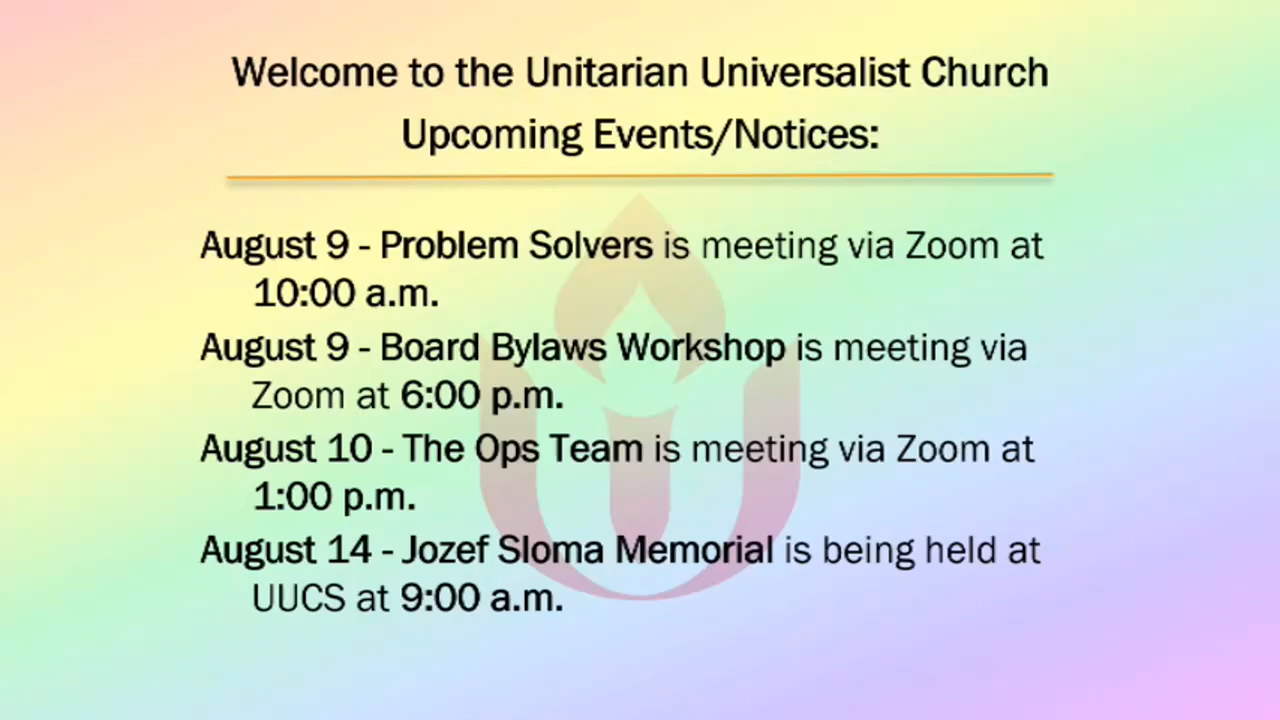 Welcome to the Unitarian Universalist Church
Upcoming Events/Notices:
August 9 - Problem Solvers is meeting via Zoom at
10:00 a.m.
August 9 - Board Bylaws Workshop is meeting via
Zoom at 6:00 p.m.
August 10 - The Ops Team is meeting via Zoom at
1:00 p.m.
August 14 - Jozef Sloma Memorial is being held at
UUCS at 9:00 a.m.